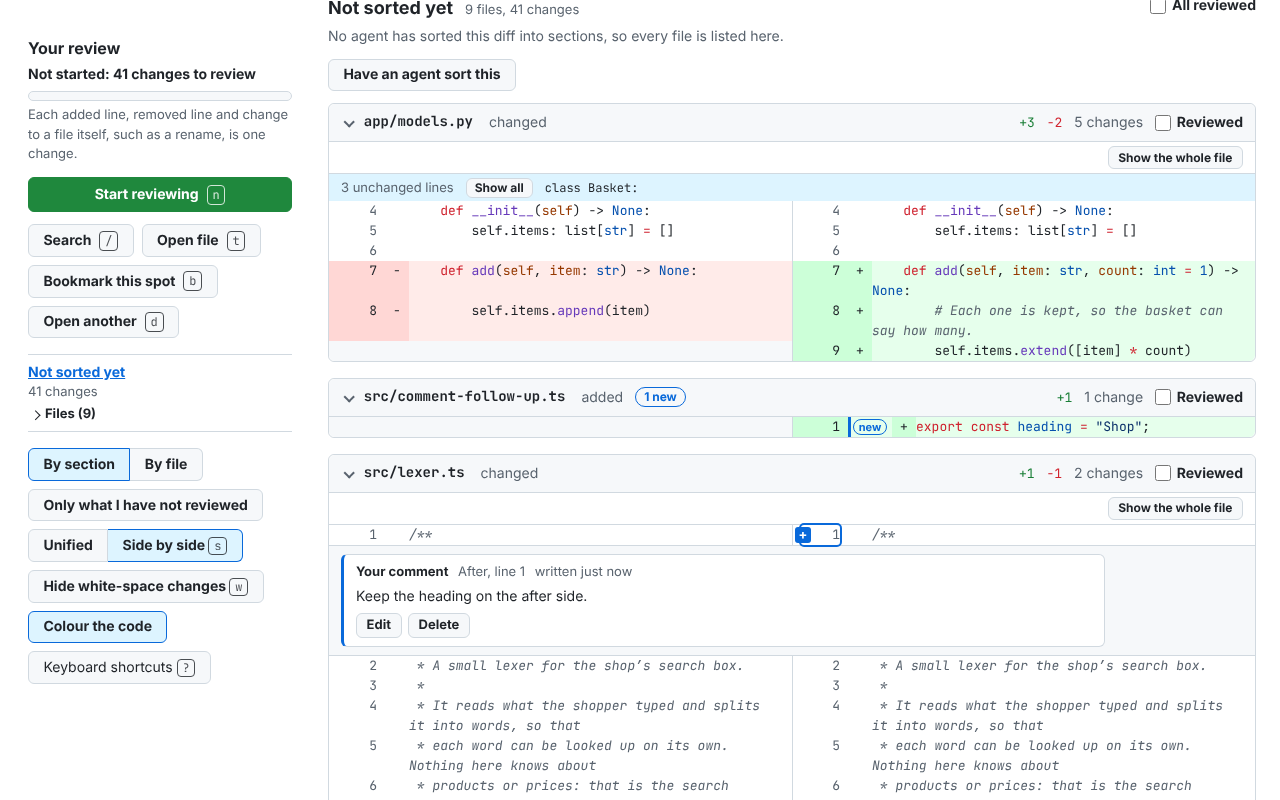 Not sorted yet 9 files, 41 changes
All reviewed
No agent has sorted this diff into sections, so every file is listed here.
Have an agent sort this
Your review
Not started: 41 changes to review
Each added line, removed line and change
to a file itself, such as a rename, is one
change.
Start reviewing n
Search /
Open file t
Bookmark this spot b
Open another d
Not sorted yet
41 changes
Files (9)
By section
By file
Only what I have not reviewed
Unified
Side by side s
Hide white-space changes w
Colour the code
Keyboard shortcuts ?
app/models.py changed +3 -2 5 changes Reviewed
Show the whole file
3 unchanged lines Show all class Basket:
4 def __init__(self) -> None:
5 self.items: list[str] = []
6
7 - def add(self, item: str) -> None:
8 - self.items.append(item)
4 def __init__(self) -> None:
5 self.items: list[str] = []
6
7 + def add(self, item: str, count: int = 1) ->
None:
8 + # Each one is kept, so the basket can
say how many.
9 + self.items.extend([item] * count)
src/comment-follow-up.ts added 1 new +1 1 change Reviewed
1 new + export const heading = "Shop";
src/lexer.ts changed +1 -1 2 changes Reviewed
Show the whole file
1 /**
+ 1 /**
Your comment After, line 1 written just now
Keep the heading on the after side.
Edit
Delete
2 * A small lexer for the shop’s search box.
3 *
4 * It reads what the shopper typed and splits
it into words, so that
5 * each word can be looked up on its own.
Nothing here knows about
6 * products or prices: that is the search
2 * A small lexer for the shop’s search box.
3 *
4 * It reads what the shopper typed and splits
it into words, so that
5 * each word can be looked up on its own.
Nothing here knows about
6 * products or prices: that is the search